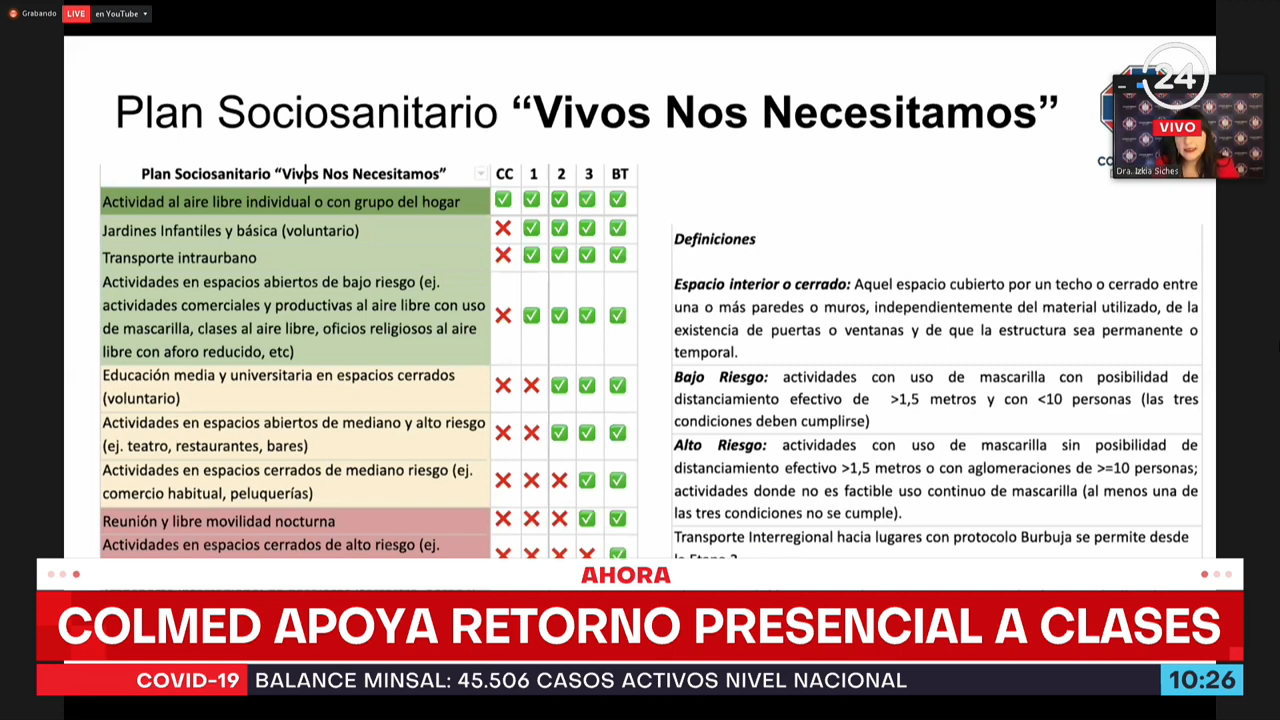 Grabando LIVE en YouTube
24
Plan Sociosanitario “Vivos Nos Necesitamos”
VIVO
CO
Dra. Izkia Siches
Plan Sociosanitario “Vivos Nos Necesitamos” CC 1 2 3 BT
Actividad al aire libre individual o con grupo del hogar ✅ ✅ ✅ ✅ ✅
Jardines Infantiles y básica (voluntario) ❌ ✅ ✅ ✅ ✅
Transporte intraurbano ❌ ✅ ✅ ✅ ✅
Actividades en espacios abiertos de bajo riesgo (ej.
actividades comerciales y productivas al aire libre con uso
de mascarilla, clases al aire libre, oficios religiosos al aire
libre con aforo reducido, etc) ❌ ✅ ✅ ✅ ✅
Educación media y universitaria en espacios cerrados
(voluntario) ❌ ❌ ✅ ✅ ✅
Actividades en espacios abiertos de mediano y alto riesgo
(ej. teatro, restaurantes, bares) ❌ ❌ ✅ ✅ ✅
Actividades en espacios cerrados de mediano riesgo (ej.
comercio habitual, peluquerías) ❌ ❌ ❌ ✅ ✅
Reunión y libre movilidad nocturna ❌ ❌ ❌ ✅ ✅
Actividades en espacios cerrados de alto riesgo (ej. ❌ ❌ ❌ ❌ ✅
Definiciones
Espacio interior o cerrado: Aquel espacio cubierto por un techo o cerrado entre
una o más paredes o muros, independientemente del material utilizado, de la
existencia de puertas o ventanas y de que la estructura sea permanente o
temporal.
Bajo Riesgo: actividades con uso de mascarilla con posibilidad de
distanciamiento efectivo de >1,5 metros y con <10 personas (las tres
condiciones deben cumplirse)
Alto Riesgo: actividades con uso de mascarilla sin posibilidad de
distanciamiento efectivo >1,5 metros o con aglomeraciones de >=10 personas;
actividades donde no es factible uso continuo de mascarilla (al menos una de
las tres condiciones no se cumple).
Transporte Interregional hacia lugares con protocolo Burbuja se permite desde
AHORA
COLMED APOYA RETORNO PRESENCIAL A CLASES
COVID-19 BALANCE MINSAL: 45.506 CASOS ACTIVOS NIVEL NACIONAL 10:26